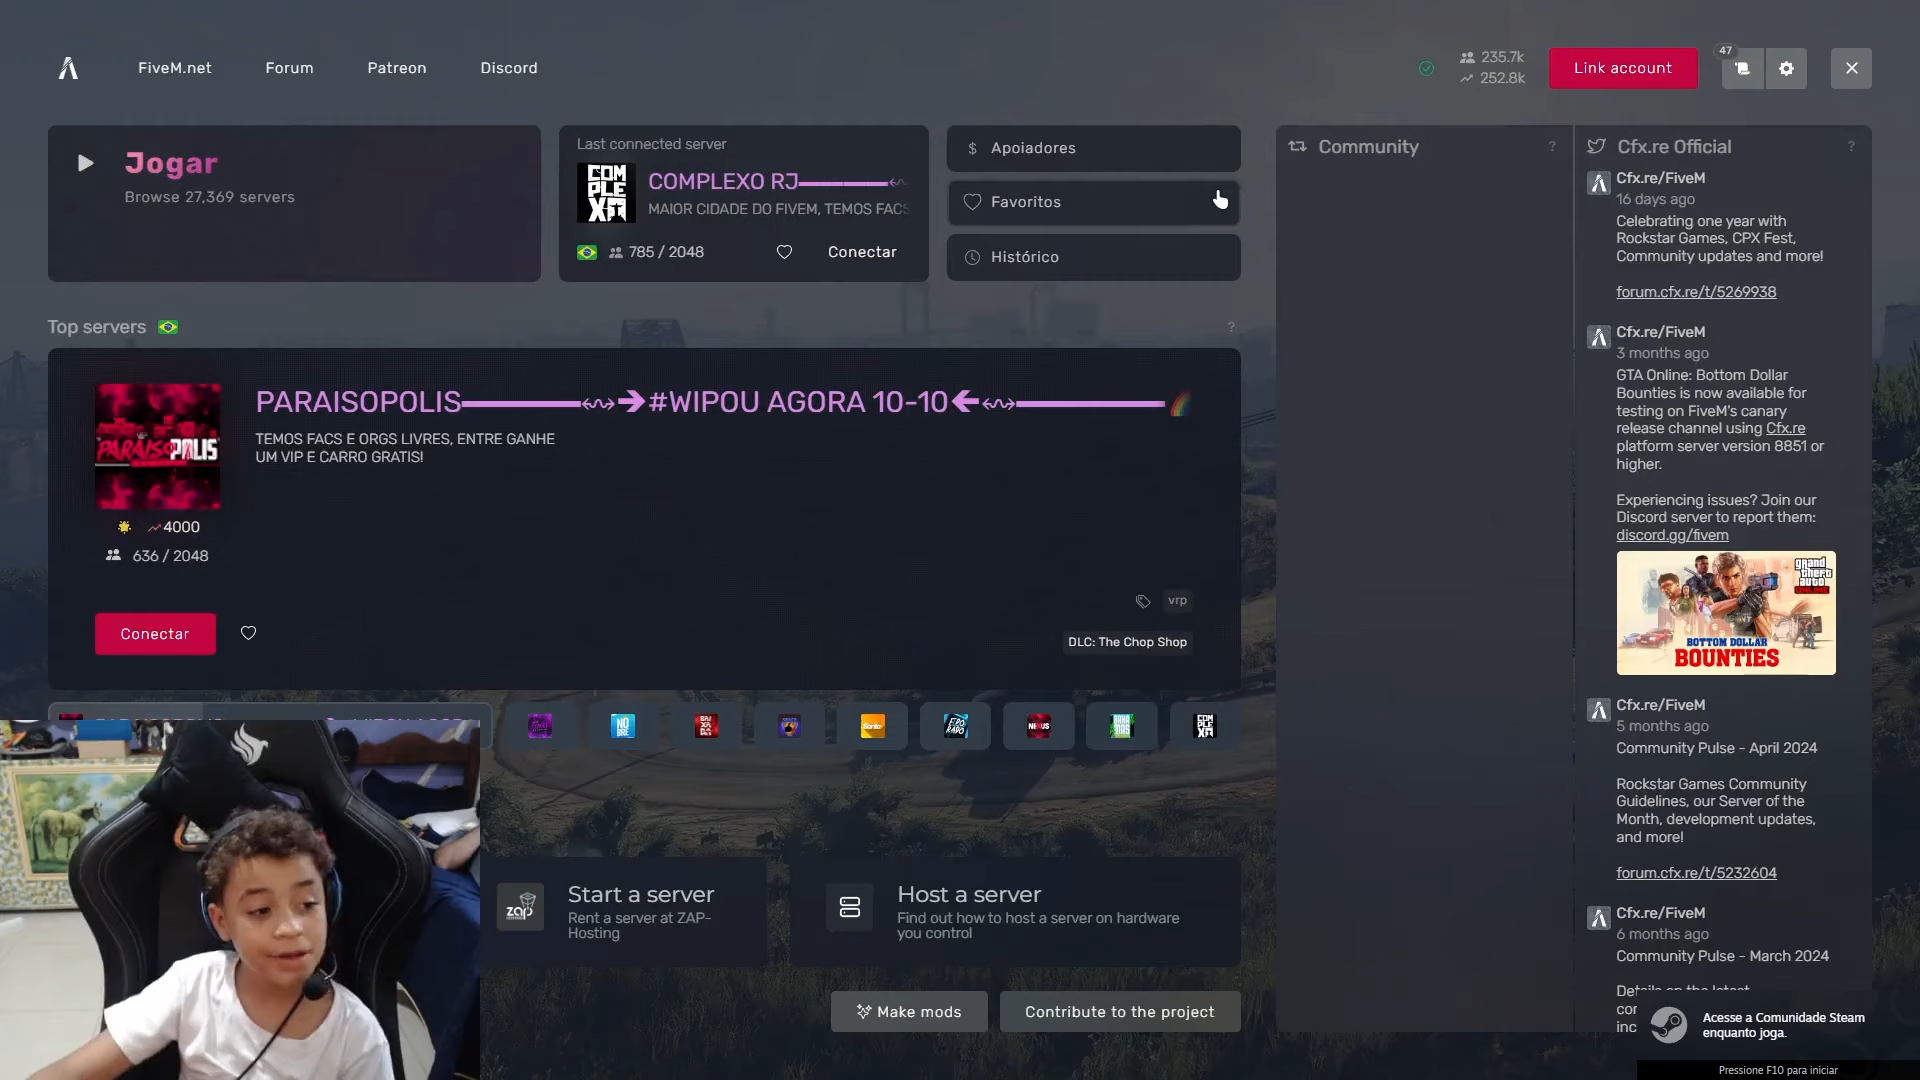 FiveM.net
Forum
Patreon
Discord
235.7k
252.8k
Link account
47
Jogar
Browse 27,369 servers
Last connected server
COMPLEXO RJ
MAIOR CIDADE DO FIVEM, TEMOS FACS
785 / 2048
Conectar
Apoiadores
Favoritos
Histórico
Top servers
?
PARAISOPOLIS━━━━━━↭➔#WIPOU AGORA 10-10🡸↭━━━━━━━🌈
TEMOS FACS E ORGS LIVRES, ENTRE GANHE
UM VIP E CARRO GRATIS!
PARAISOPOLIS
4000
636 / 2048
Conectar
vrp
DLC: The Chop Shop
Start a server
Rent a server at ZAP-
Hosting
Host a server
Find out how to host a server on hardware
you control
Make mods
Contribute to the project
Community
?
Cfx.re Official
?
Cfx.re/FiveM
16 days ago
Celebrating one year with
Rockstar Games, CPX Fest,
Community updates and more!
forum.cfx.re/t/5269938
Cfx.re/FiveM
3 months ago
GTA Online: Bottom Dollar
Bounties is now available for
testing on FiveM's canary
release channel using Cfx.re
platform server version 8851 or
higher.
Experiencing issues? Join our
Discord server to report them:
discord.gg/fivem
grand
theft
auto
ONLINE
BOTTOM DOLLAR
BOUNTIES
Cfx.re/FiveM
5 months ago
Community Pulse - April 2024
Rockstar Games Community
Guidelines, our Server of the
Month, development updates,
and more!
forum.cfx.re/t/5232604
Cfx.re/FiveM
6 months ago
Community Pulse - March 2024
Acesse a Comunidade Steam
enquanto joga.
Pressione F10 para iniciar